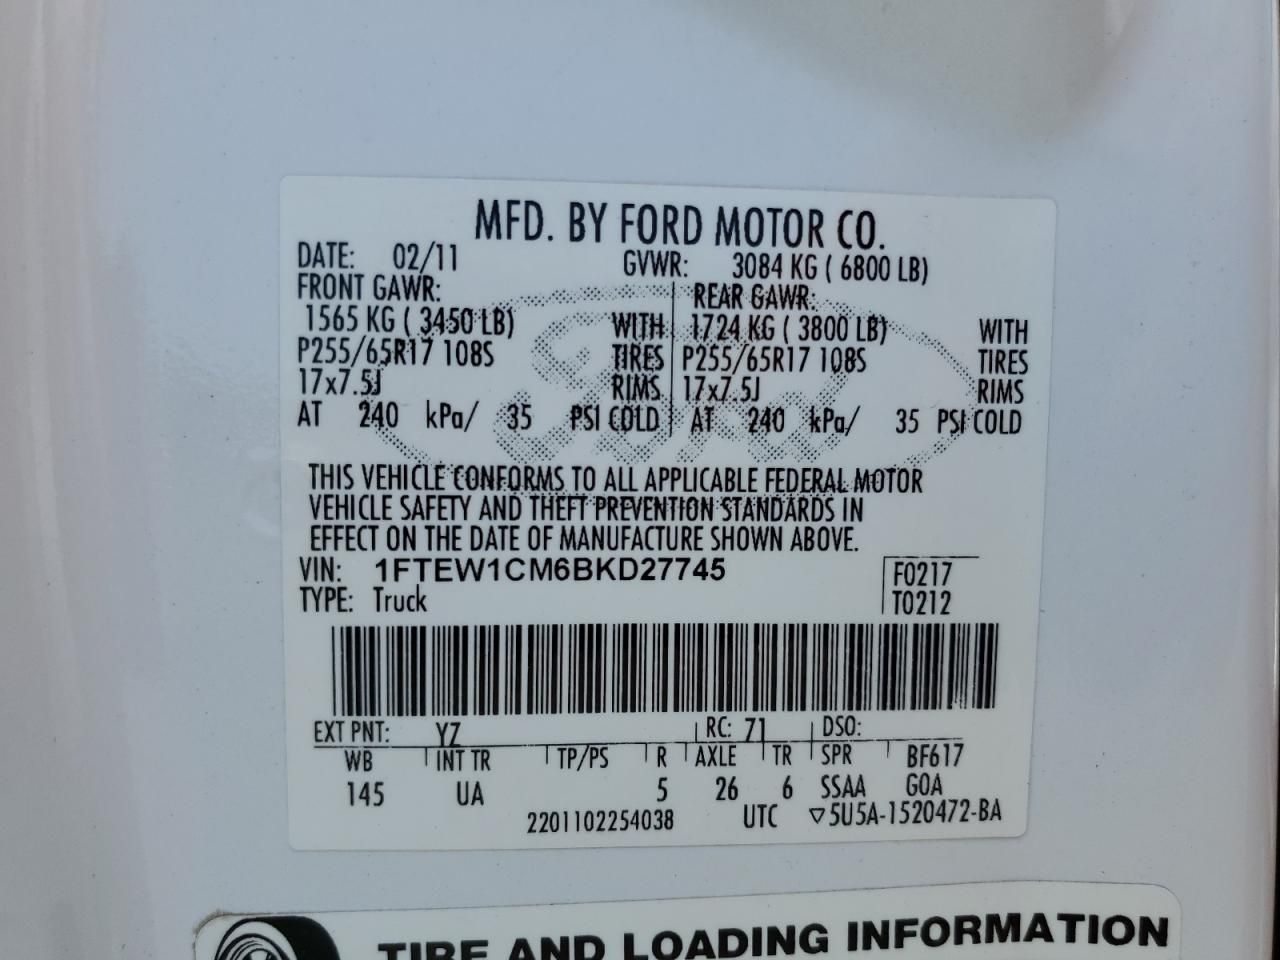 MFD. BY FORD MOTOR CO.
DATE: 02/11 GVWR: 3084 KG ( 6800 LB)
FRONT GAWR: REAR GAWR:
1565 KG ( 3450 LB) WITH 1724 KG ( 3800 LB) WITH
P255/65R17 108S TIRES P255/65R17 108S TIRES
17x7.5J RIMS 17x7.5J RIMS
AT 240 kPa/ 35 PSI COLD AT 240 kPa/ 35 PSI COLD
Ford
THIS VEHICLE CONFORMS TO ALL APPLICABLE FEDERAL MOTOR
VEHICLE SAFETY AND THEFT PREVENTION STANDARDS IN
EFFECT ON THE DATE OF MANUFACTURE SHOWN ABOVE.
VIN: 1FTEW1CM6BKD27745 F0217
TYPE: Truck T0212
EXT PNT: YZ RC: 71 DSO:
WB INT TR TP/PS R AXLE TR SPR BF617
145 UA 5 26 6 SSAA GOA
2201102254038 UTC ▽5U5A-1520472-BA
TIRE AND LOADING INFORMATION